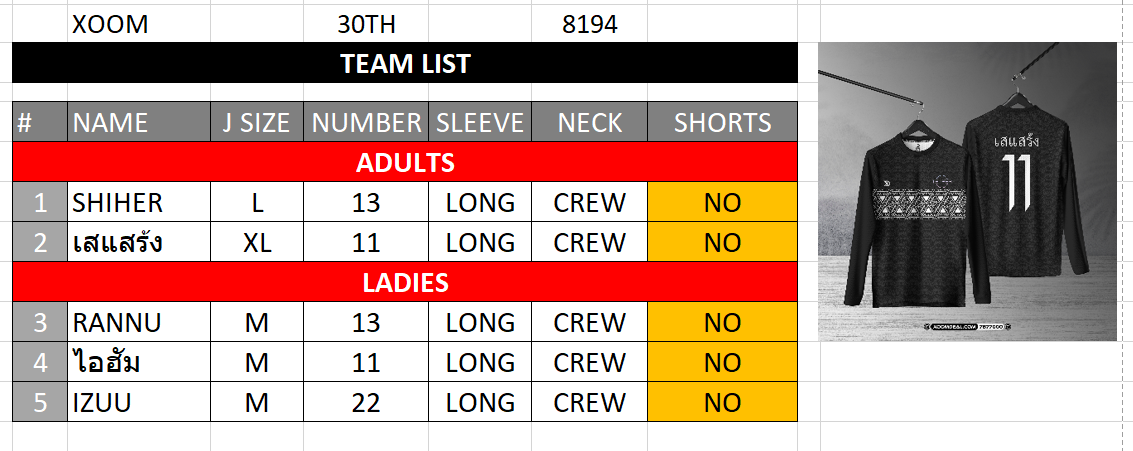 XOOM 30TH 8194
TEAM LIST
# NAME J SIZE NUMBER SLEEVE NECK SHORTS
ADULTS
1 SHIHER L 13 LONG CREW NO
2 เสแสร้ง XL 11 LONG CREW NO
LADIES
3 RANNU M 13 LONG CREW NO
4 ไอฮัม M 11 LONG CREW NO
5 IZUU M 22 LONG CREW NO
เสแสร้ง
11
XOOMDEAL.COM 7877000